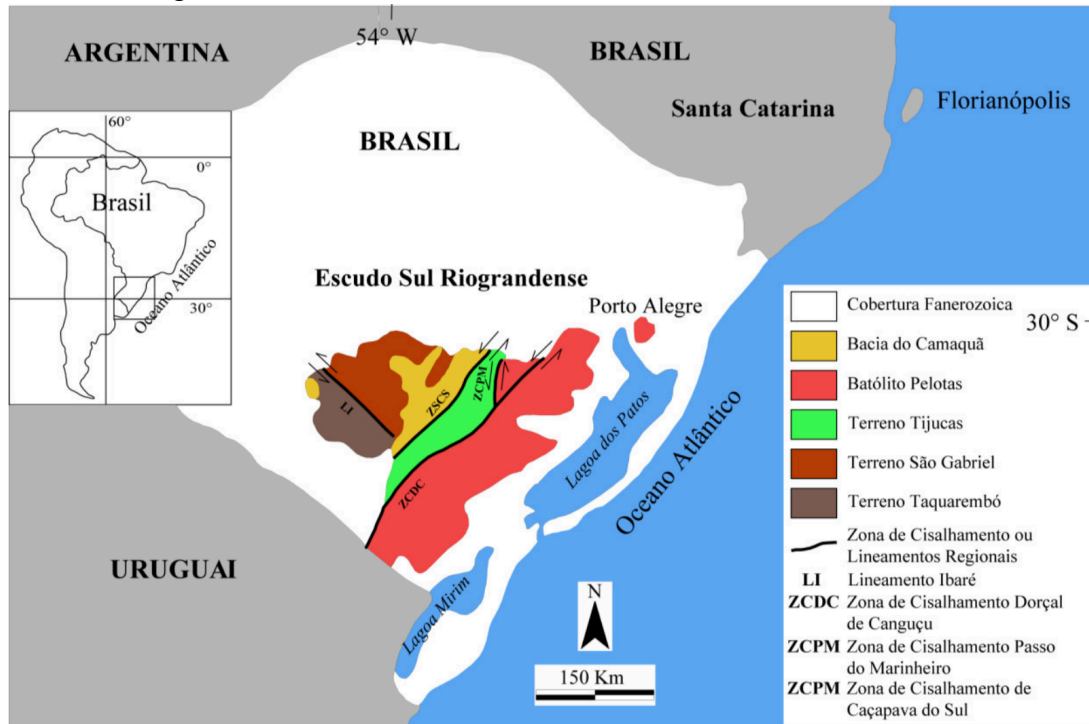 ARGENTINA
54° W
BRASIL
Santa Catarina
Florianópolis
BRASIL
60°
0°
Brasil
Oceano Atlântico
30°
Escudo Sul Riograndense
Porto Alegre
LI
ZSCS
ZCPM
ZCDC
Lagoa dos Patos
Oceano Atlântico
Lagoa Mirim
URUGUAI
N
150 Km
30° S
Cobertura Fanerozoica
Bacia do Camaquã
Batólito Pelotas
Terreno Tijucas
Terreno São Gabriel
Terreno Taquarembó
Zona de Cisalhamento ou
Lineamentos Regionais
LI Lineamento Ibaré
ZCDC Zona de Cisalhamento Dorçal
de Canguçu
ZCPM Zona de Cisalhamento Passo
do Marinheiro
ZCPM Zona de Cisalhamento de
Caçapava do Sul